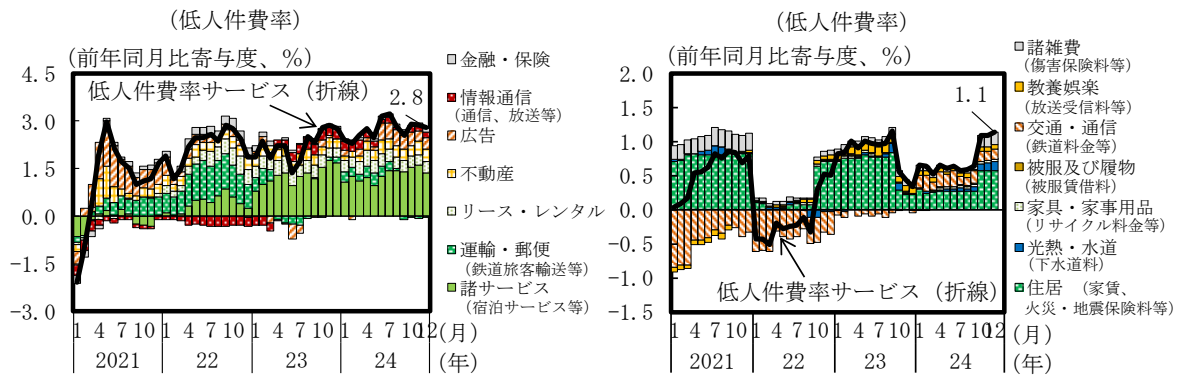 (低人件費率)
(前年同月比寄与度、%)
4.5
3.0
1.5
0.0
-1.5
-3.0
低人件費率サービス(折線)
2.8
金融・保険
情報通信
(通信、放送等)
広告
不動産
リース・レンタル
運輸・郵便
(鉄道旅客輸送等)
諸サービス
(宿泊サービス等)
1 4 7 10 1 4 7 10 1 4 7 10 1 4 7 10 12 (月)
2021 22 23 24 (年)
(低人件費率)
(前年同月比寄与度、%)
2.0
1.5
1.0
0.5
0.0
-0.5
-1.0
-1.5
1.1
低人件費率サービス(折線)
諸雑費
(傷害保険料等)
教養娯楽
(放送受信料等)
交通・通信
(鉄道料金等)
被服及び履物
(被服賃借料)
家具・家事用品
(リサイクル料金等)
光熱・水道
(下水道料)
住居 (家賃、
火災・地震保険料等)
1 4 7 10 1 4 7 10 1 4 7 10 1 4 7 10 12 (月)
2021 22 23 24 (年)